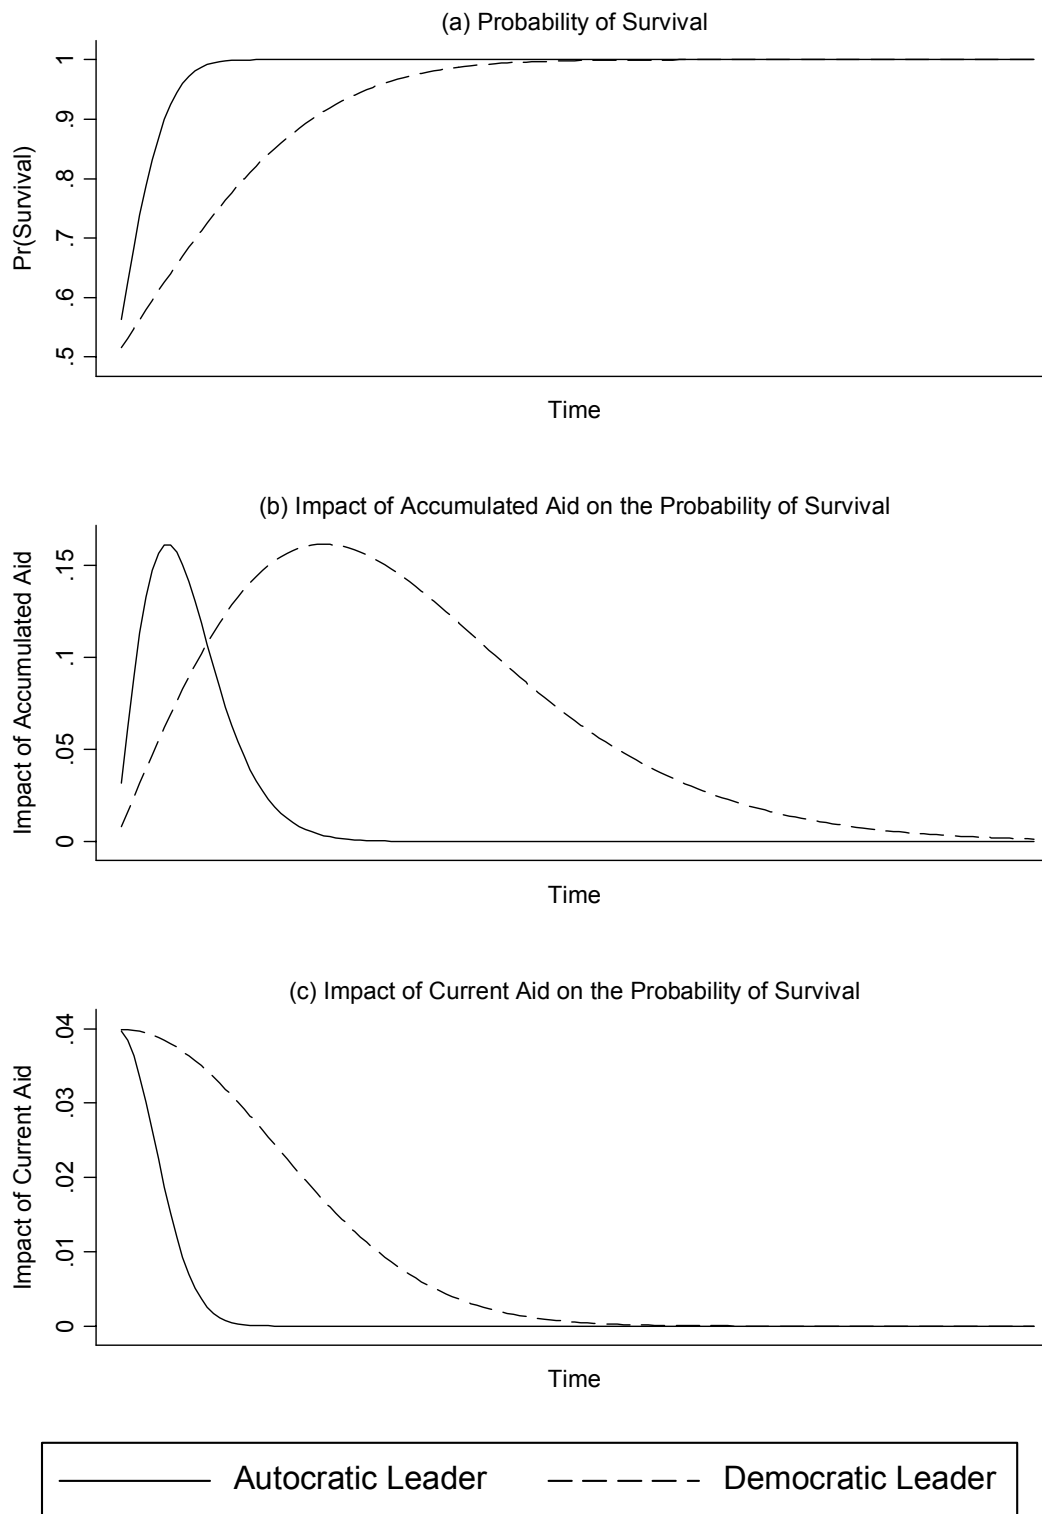 (a) Probability of Survival
Pr(Survival)
1
.9
.8
.7
.6
.5
Time
(b) Impact of Accumulated Aid on the Probability of Survival
Impact of Accumulated Aid
.15
.1
.05
0
Time
(c) Impact of Current Aid on the Probability of Survival
Impact of Current Aid
.04
.03
.02
.01
0
Time
Autocratic Leader
Democratic Leader